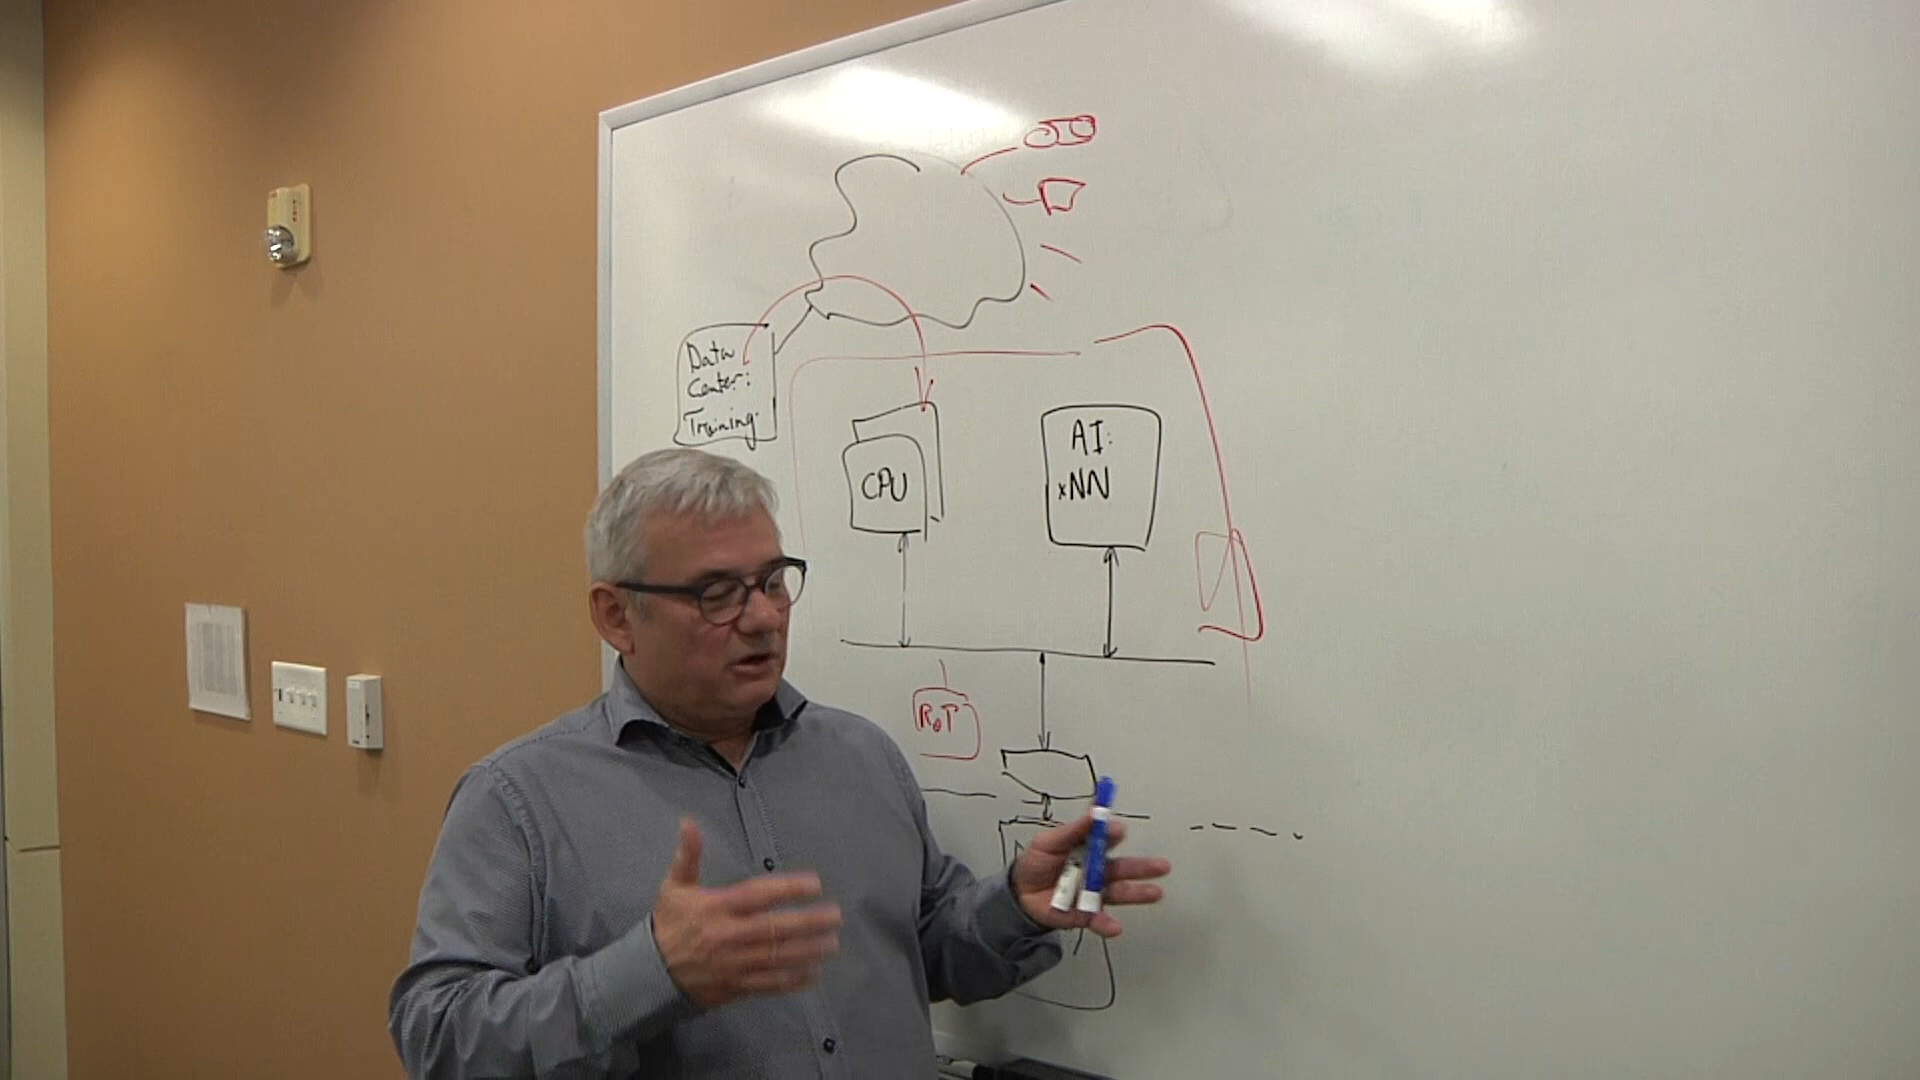 Data
Center:
Training:
CPU
AI:
xNN
RoT